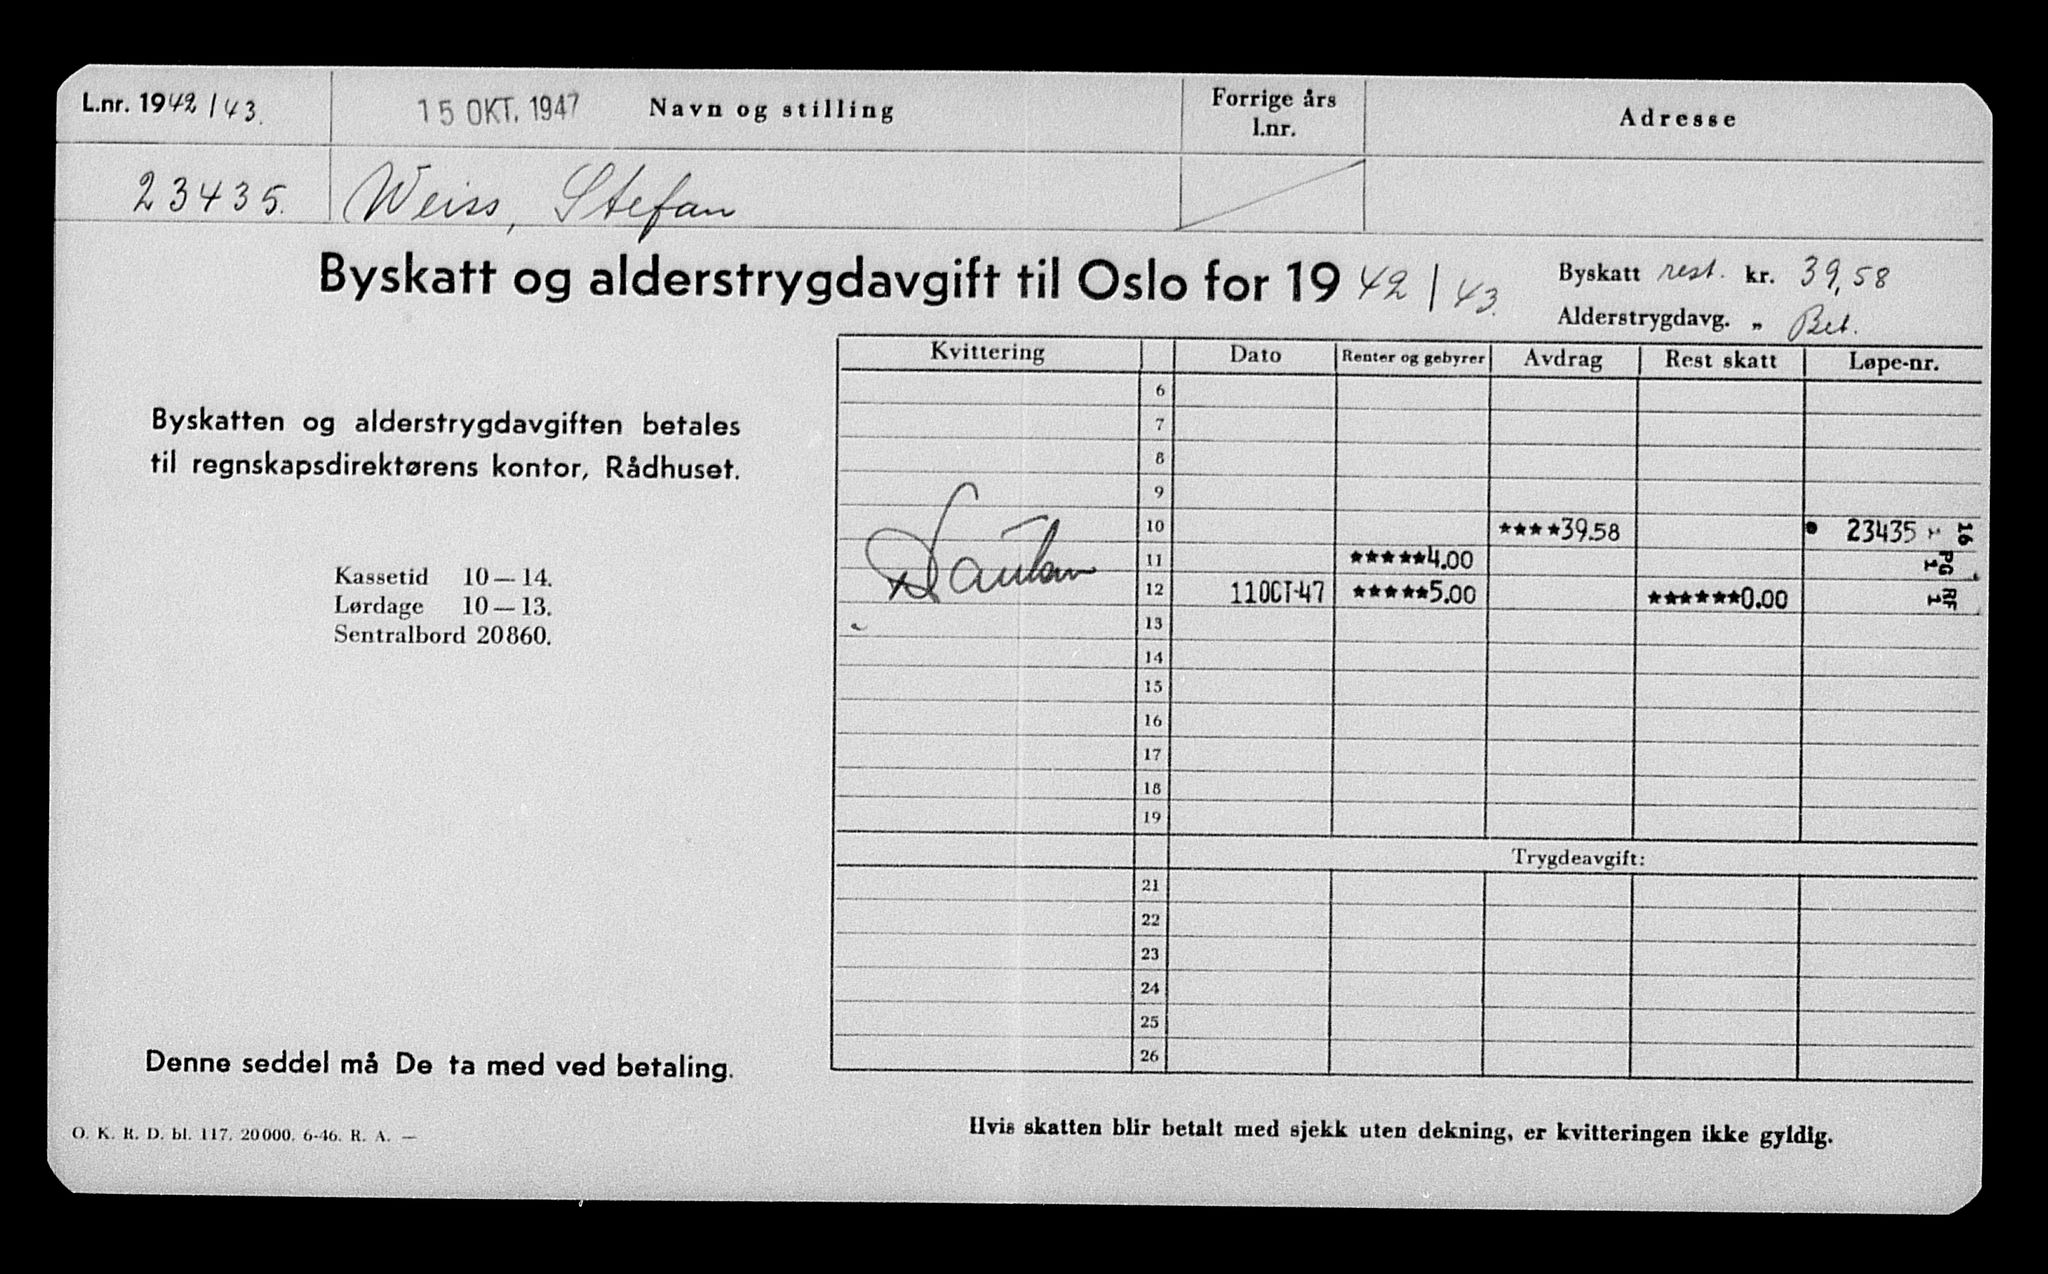 L.nr. 1942/43. 15 OKT. 1947 Navn og stilling Forrige års l.nr. Adresse
23435. Weiss, Stefan
Byskatt og alderstrygdavgift til Oslo for 1942/43.
Byskatt rest. kr. 39,58
Alderstrygdavg. „ Bet.
Byskatten og alderstrygdavgiften betales
til regnskapsdirektørens kontor, Rådhuset.
Kassetid 10—14.
Lørdage 10—13.
Sentralbord 20860.
Denne seddel må De ta med ved betaling.
O. K. R. D. bl. 117. 20000. 6-46. R. A. —
Kvittering Dato Renter og gebyrer Avdrag Rest skatt Løpe-nr.
6
7
8
9
10 ★★★★39.58 23435 16
11 ★★★★★4.00 PG 1
12 11OCT-47 ★★★★★5.00 ★★★★★★0.00 RF 1
13
14
15
16
17
18
19
Trygdeavgift:
21
22
23
24
25
26
Hvis skatten blir betalt med sjekk uten dekning, er kvitteringen ikke gyldig.